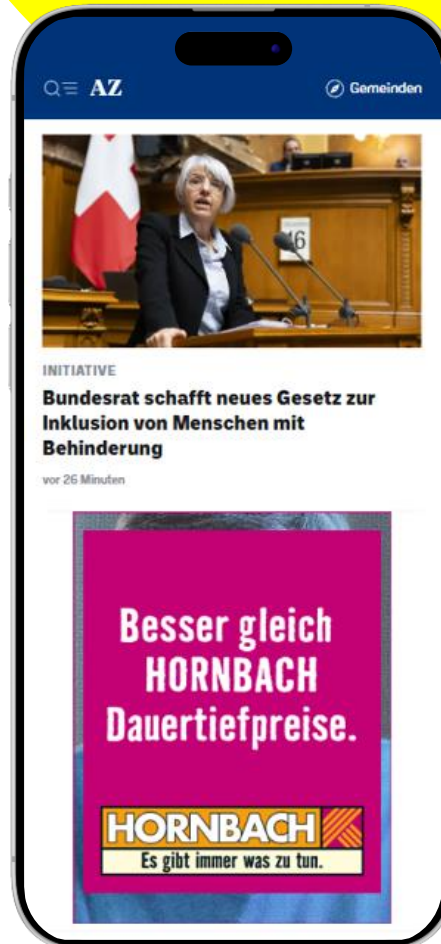 AZ
Gemeinden
16
INITIATIVE
Bundesrat schafft neues Gesetz zur
Inklusion von Menschen mit
Behinderung
vor 26 Minuten
Besser gleich
HORNBACH
Dauertiefpreise.
HORNBACH
Es gibt immer was zu tun.